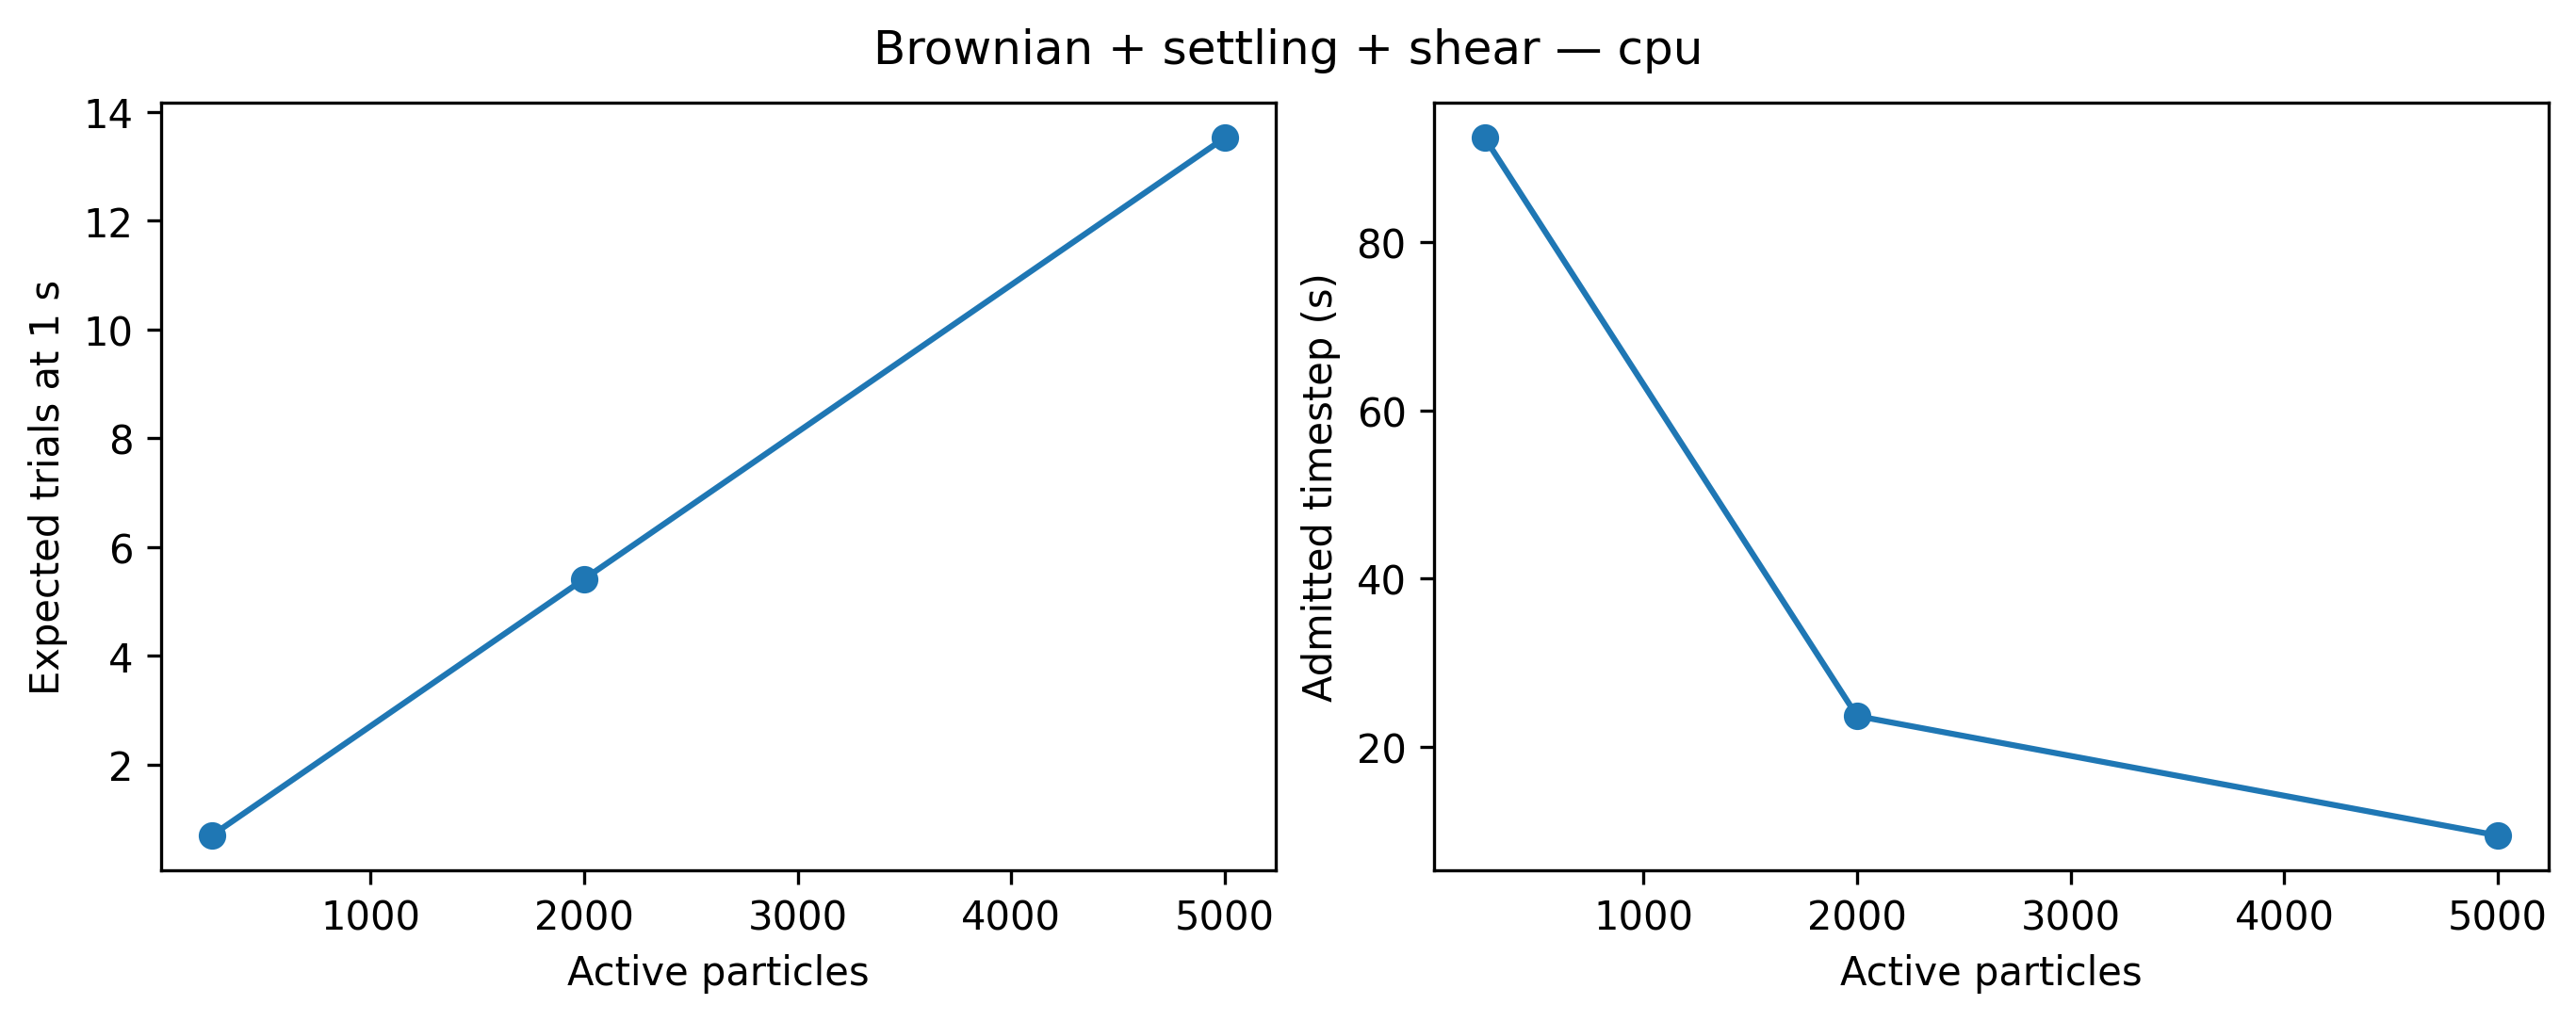 Brownian + settling + shear — cpu
Expected trials at 1 s
14
12
10
8
6
4
2
1000 2000 3000 4000 5000
Active particles
Admitted timestep (s)
80
60
40
20
1000 2000 3000 4000 5000
Active particles